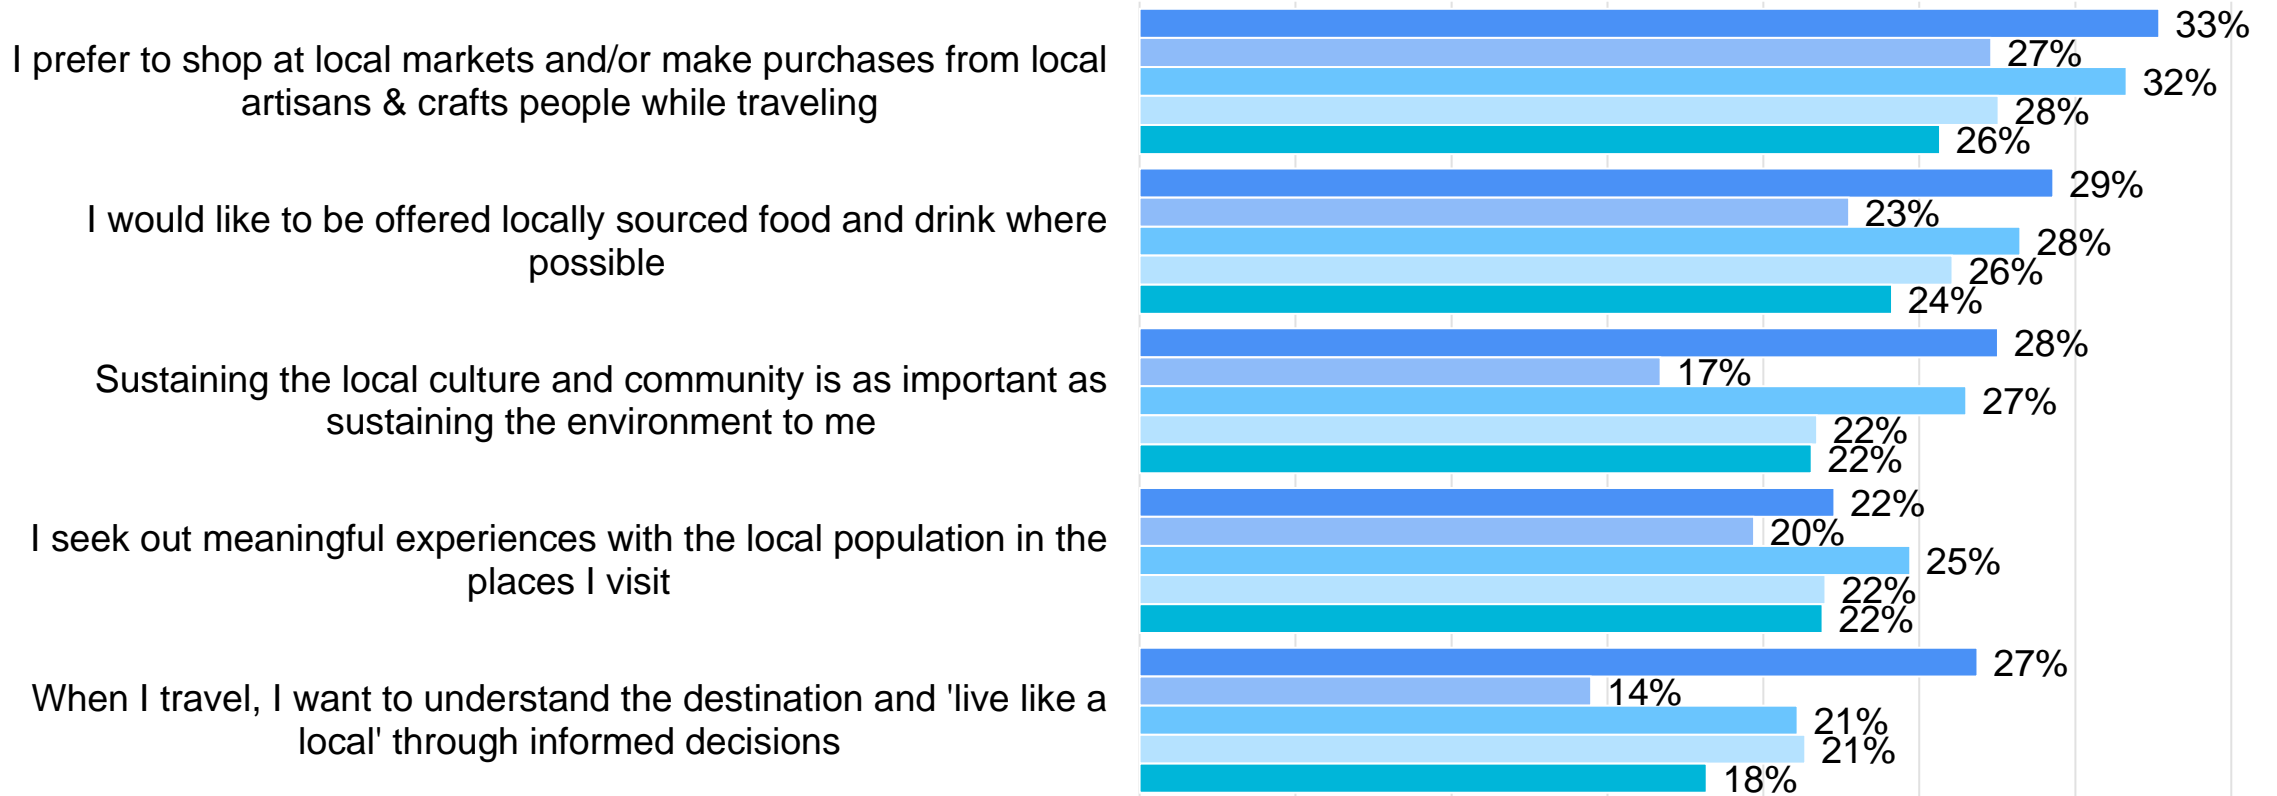 33%
I prefer to shop at local markets and/or make purchases from local
27%
artisans & crafts people while traveling
32%
28%
26%
29%
I would like to be offered locally sourced food and drink where
23%
possible
28%
26%
24%
28%
Sustaining the local culture and community is as important as
17%
sustaining the environment to me
27%
22%
22%
22%
I seek out meaningful experiences with the local population in the
20%
places I visit
25%
22%
22%
27%
When I travel, I want to understand the destination and 'live like a
14%
local' through informed decisions
21%
21%
18%